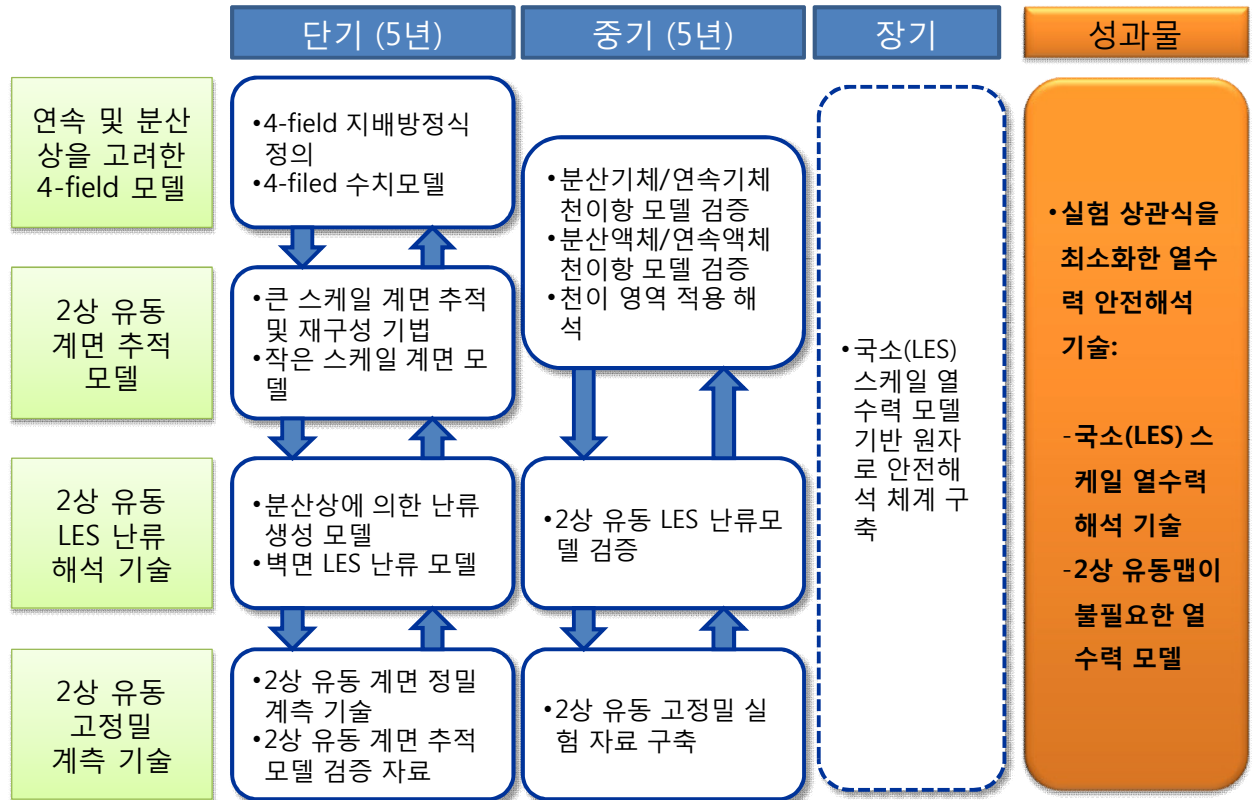 단기 (5년)
중기 (5년)
장기
성과물
연속 및 분산
상을 고려한
4-field 모델
•4-field 지배방정식
정의
•4-filed 수치모델
2상 유동
계면 추적
모델
•큰 스케일 계면 추적
및 재구성 기법
•작은 스케일 계면 모
델
•분산기체/연속기체
천이항 모델 검증
•분산액체/연속액체
천이항 모델 검증
•천이 영역 적용 해
석
2상 유동
LES 난류
해석 기술
•분산상에 의한 난류
생성 모델
•벽면 LES 난류 모델
•2상 유동 LES 난류모
델 검증
2상 유동
고정밀
계측 기술
•2상 유동 계면 정밀
계측 기술
•2상 유동 계면 추적
모델 검증 자료
•2상 유동 고정밀 실
험 자료 구축
•국소(LES)
스케일 열
수력 모델
기반 원자
로 안전해
석 체계 구
축
•실험 상관식을
최소화한 열수
력 안전해석
기술:
-국소(LES) 스
케일 열수력
해석 기술
-2상 유동맵이
불필요한 열
수력 모델